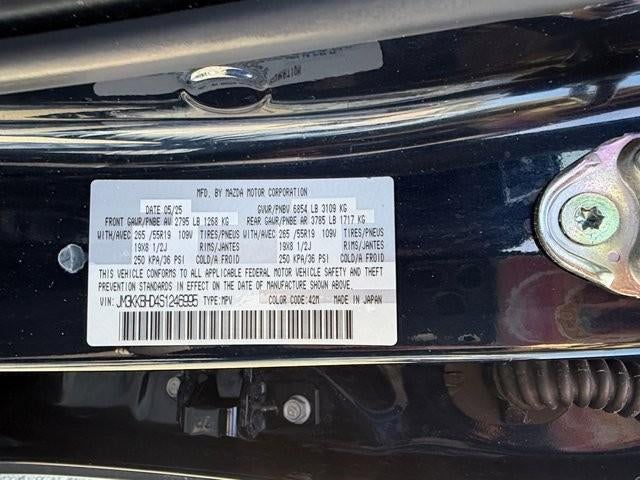 MFD. BY MAZDA MOTOR CORPORATION
DATE 05/25 GVWR/PNBV 6854 LB 3109 KG
FRONT GAWR/PNBE AV 2795 LB 1268 KG REAR GAWR/PNBE AR 3785 LB 1717 KG
WITH/AVEC 265/55R19 109V TIRES/PNEUS WITH/AVEC 265/55R19 109V TIRES/PNEUS
19X8 1/2J RIMS/JANTES 19X8 1/2J RIMS/JANTES
250 KPA/36 PSI COLD/A FROID 250 KPA/36 PSI COLD/A FROID
THIS VEHICLE CONFORMS TO ALL APPLICABLE FEDERAL MOTOR VEHICLE SAFETY AND THEFT
PREVENTION STANDARDS IN EFFECT ON THE DATE OF MANUFACTURE SHOWN ABOVE.
VIN: JM3KKBHD4S1246995 TYPE:MPV COLOR CODE:42M MADE IN JAPAN